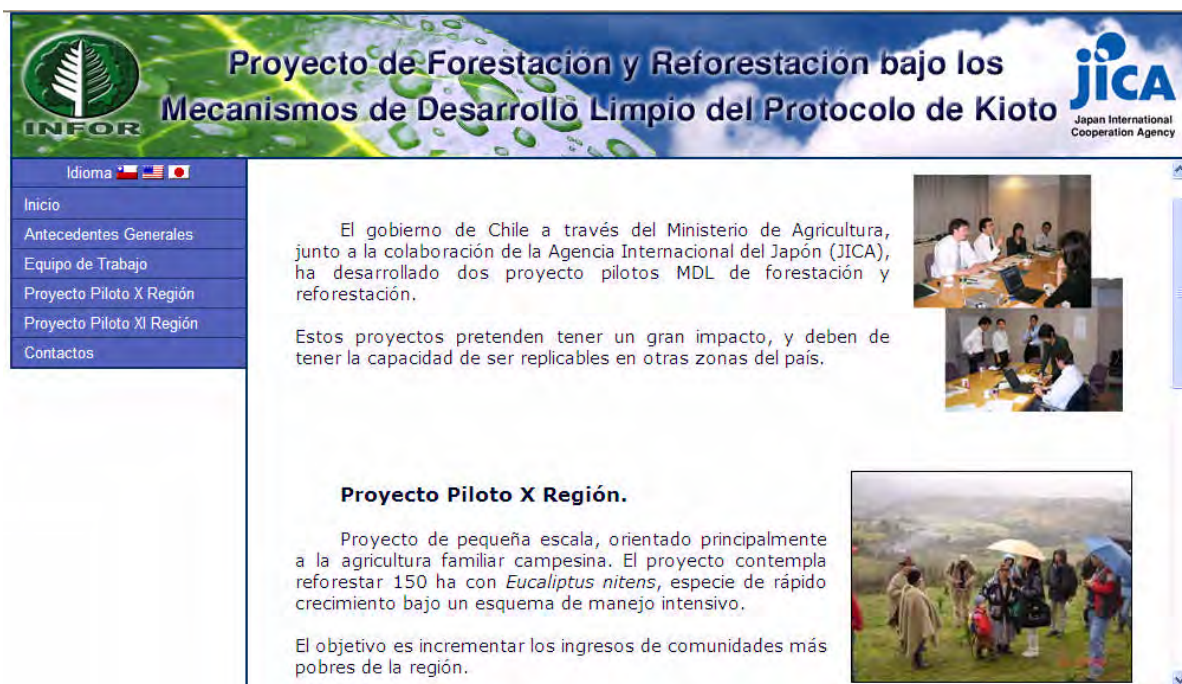 Proyecto de Forestación y Reforestación bajo los
Mecanismos de Desarrollo Limpio del Protocolo de Kioto
INFOR
jICA
Japan International
Cooperation Agency
Idioma
Inicio
Antecedentes Generales
Equipo de Trabajo
Proyecto Piloto X Región
Proyecto Piloto XI Región
Contactos
El gobierno de Chile a través del Ministerio de Agricultura,
junto a la colaboración de la Agencia Internacional del Japón (JICA),
ha desarrollado dos proyecto pilotos MDL de forestación y
reforestación.
Estos proyectos pretenden tener un gran impacto, y deben de
tener la capacidad de ser replicables en otras zonas del país.
Proyecto Piloto X Región.
Proyecto de pequeña escala, orientado principalmente
a la agricultura familiar campesina. El proyecto contempla
reforestar 150 ha con Eucaliptus nitens, especie de rápido
crecimiento bajo un esquema de manejo intensivo.
El objetivo es incrementar los ingresos de comunidades más
pobres de la región.